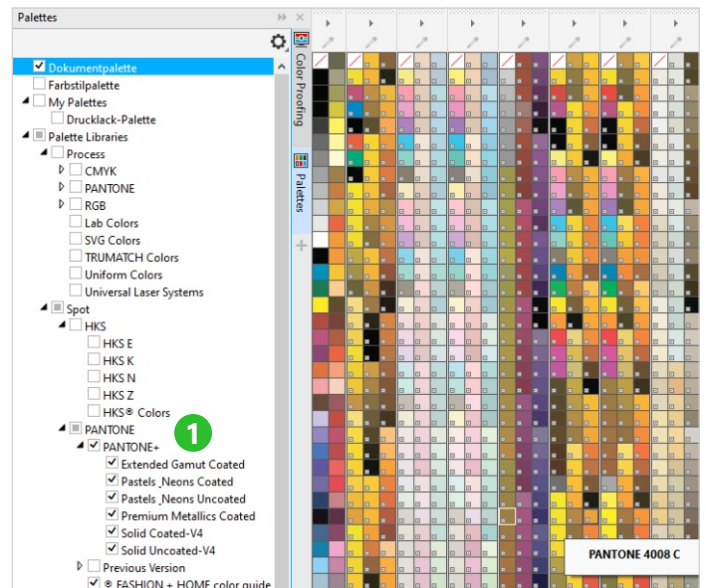 Palettes
Dokumentpalette
Farbstilpalette
My Palettes
Drucklack-Palette
Palette Libraries
Process
CMYK
PANTONE
RGB
Lab Colors
SVG Colors
TRUMATCH Colors
Uniform Colors
Universal Laser Systems
Spot
HKS
HKS E
HKS K
HKS N
HKS Z
HKS® Colors
PANTONE
1
PANTONE+
Extended Gamut Coated
Pastels_Neons Coated
Pastels_Neons Uncoated
Premium Metallics Coated
Solid Coated-V4
Solid Uncoated-V4
Previous Version
® FASHION + HOME color guide
Color Proofing
Palettes
PANTONE 4008 C